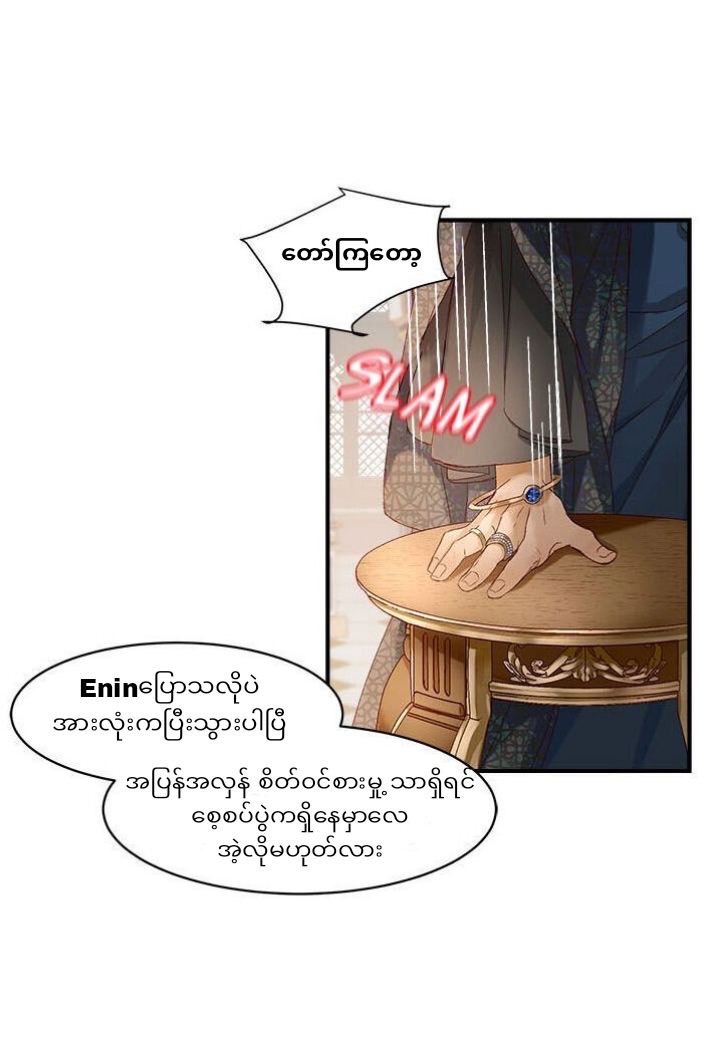 တော်ကြတော့
SLAM
Eninပြောသလိုပဲ
အားလုံးကပြီးသွားပါပြီ
အပြန်အလှန် စိတ်ဝင်စားမှု့သာရှိရင်
စေ့စပ်ပွဲကရှိနေမှာလေ
အဲ့လိုမဟုတ်လား